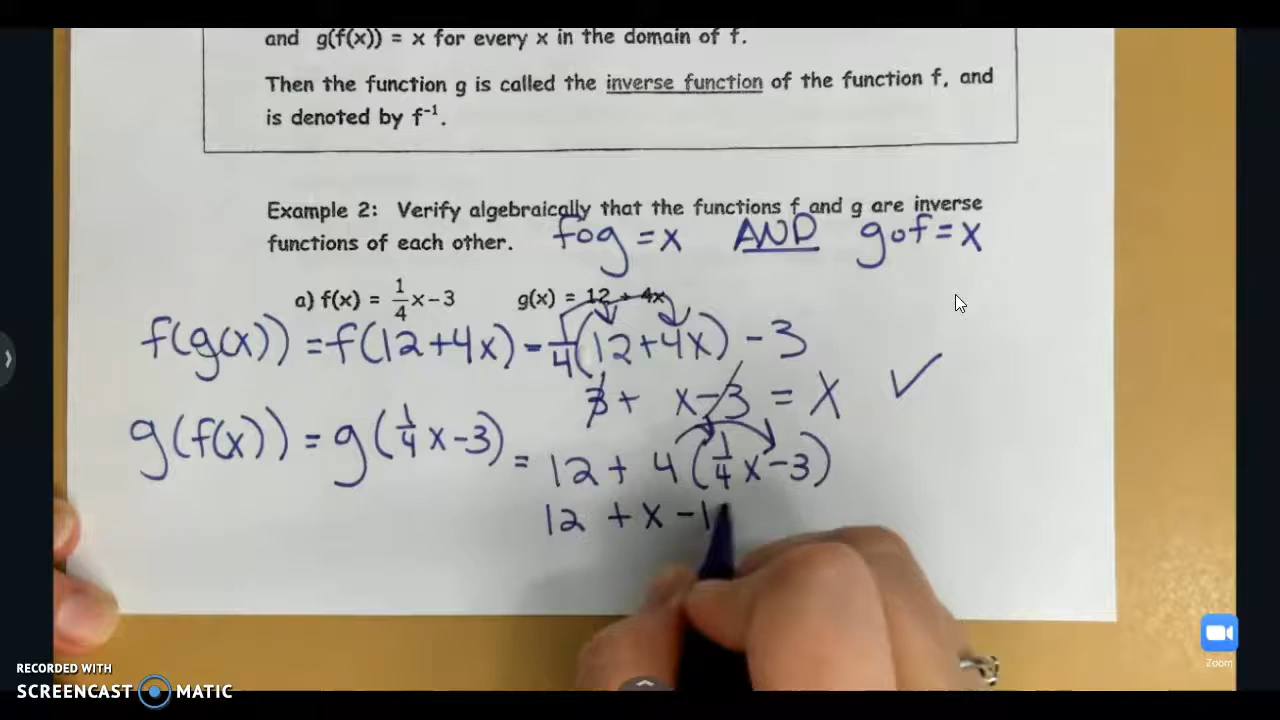 and g(f(x)) = x for every x in the domain of f.
Then the function g is called the inverse function of the function f, and
is denoted by f⁻¹.
Example 2: Verify algebraically that the functions f and g are inverse
functions of each other. fog = x AND gof = x
a) f(x) = 1/4 x - 3 g(x) = 12 + 4x
f(g(x)) = f(12+4x) = 1/4(12+4x) - 3
3 + x - 3 = x ✓
g(f(x)) = g(1/4 x - 3) = 12 + 4(1/4 x - 3)
12 + x - 1
Zoom
RECORDED WITH
SCREENCAST MATIC